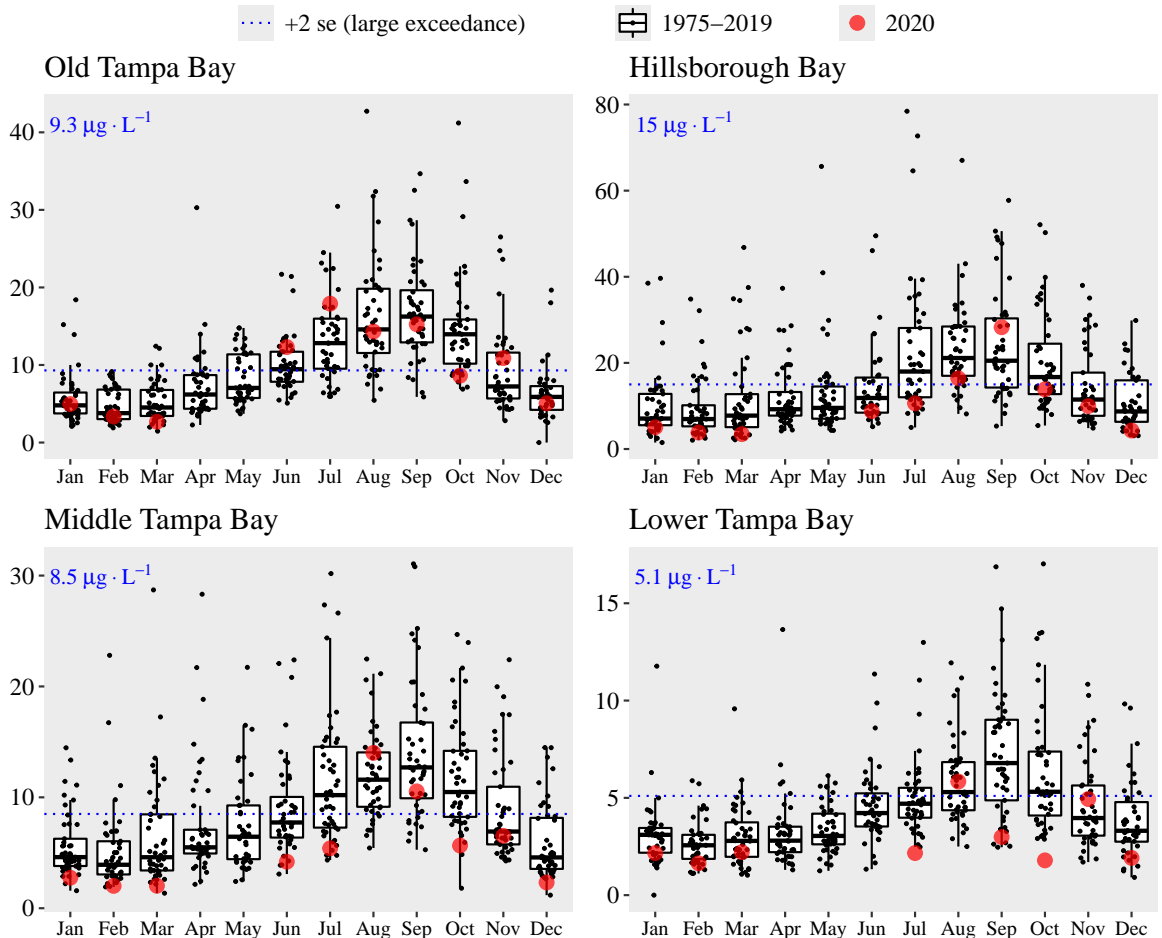 +2 se (large exceedance) 1975–2019 2020
Old Tampa Bay
9.3 μg · L⁻¹
40
30
20
10
0
Jan Feb Mar Apr May Jun Jul Aug Sep Oct Nov Dec
Hillsborough Bay
15 μg · L⁻¹
80
60
40
20
0
Jan Feb Mar Apr May Jun Jul Aug Sep Oct Nov Dec
Middle Tampa Bay
8.5 μg · L⁻¹
30
20
10
0
Jan Feb Mar Apr May Jun Jul Aug Sep Oct Nov Dec
Lower Tampa Bay
5.1 μg · L⁻¹
15
10
5
0
Jan Feb Mar Apr May Jun Jul Aug Sep Oct Nov Dec